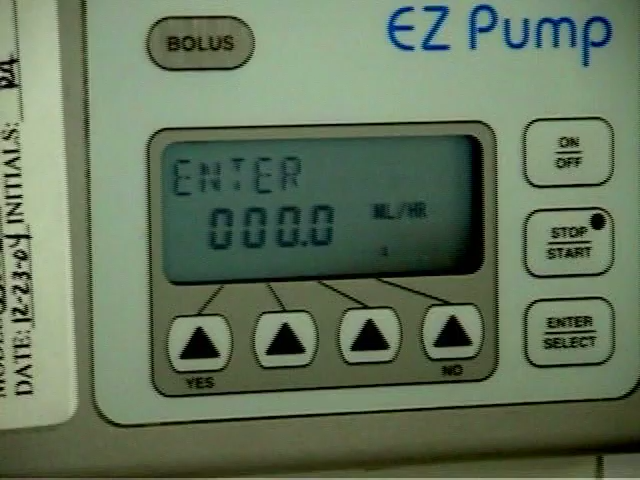 BOLUS
EZ Pump
ENTER
000.0 ML/HR
YES
NO
ON
OFF
STOP
START
ENTER
SELECT
DATE: 12-23-04 INITIALS: